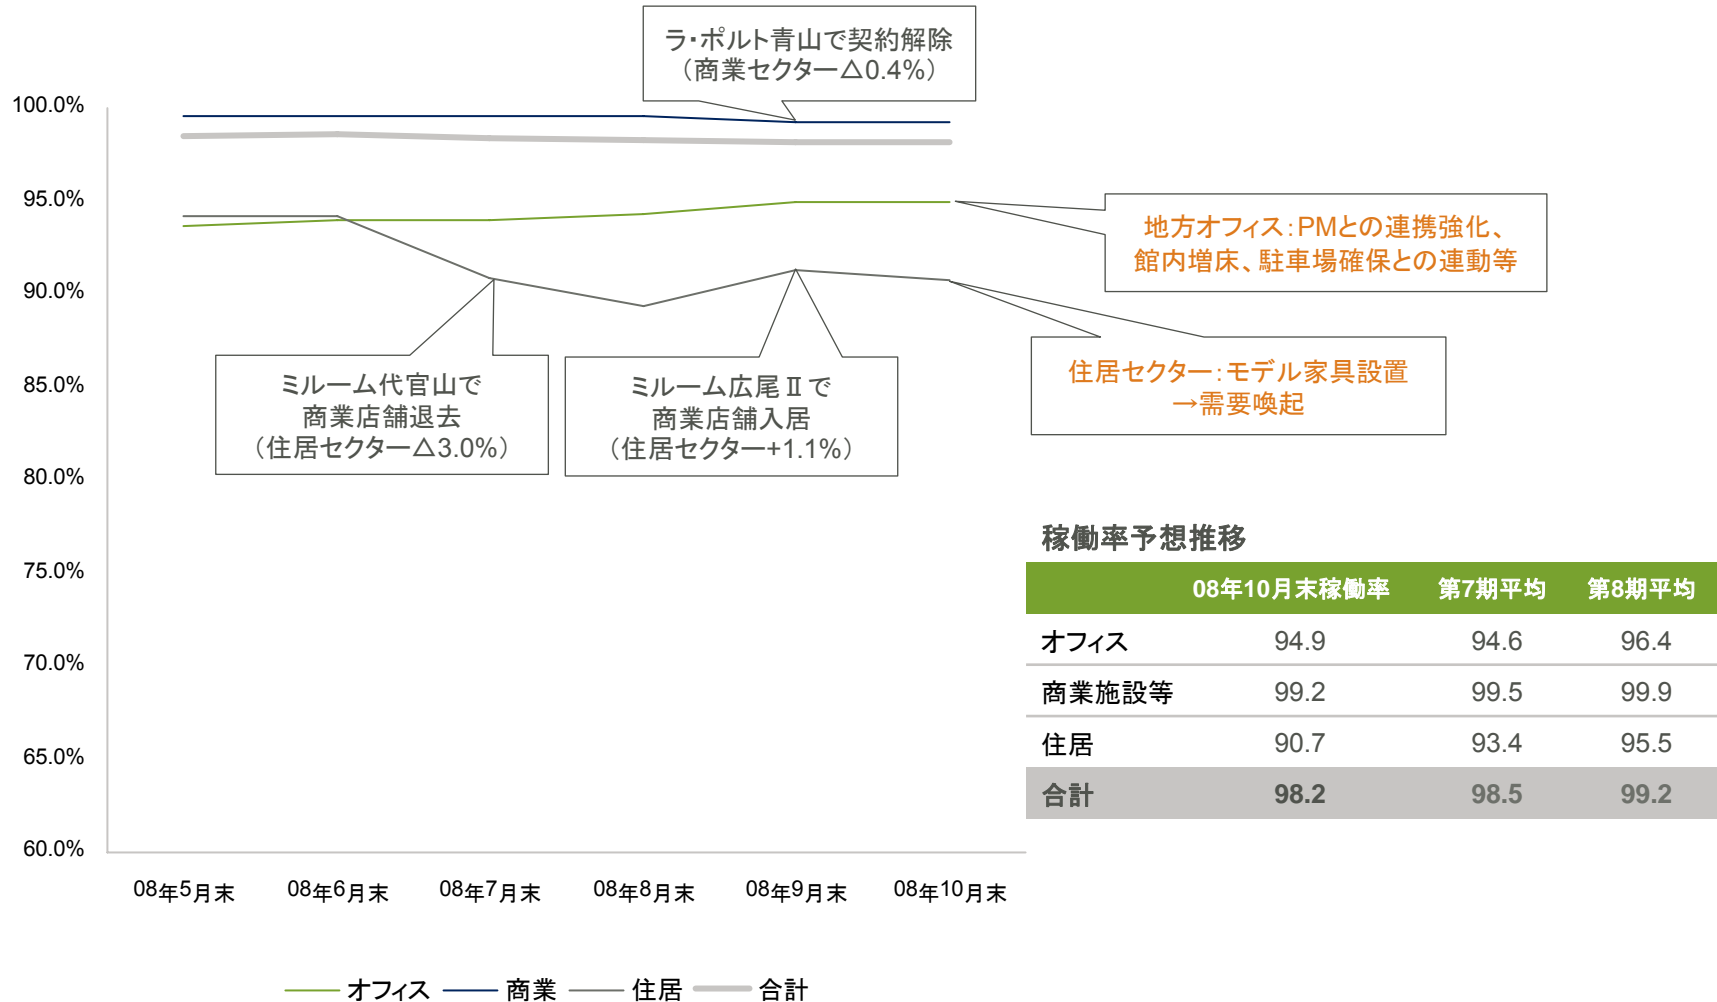 ラ・ポルト青山で契約解除
（商業セクター△0.4%）
100.0%
95.0%
90.0%
85.0%
80.0%
75.0%
70.0%
65.0%
60.0%
地方オフィス：PMとの連携強化、
館内増床、駐車場確保との連動等
ミルーム代官山で
商業店舗退去
（住居セクター△3.0%）
ミルーム広尾Ⅱで
商業店舗入居
（住居セクター+1.1%）
住居セクター：モデル家具設置
→需要喚起
稼働率予想推移
08年10月末稼働率 第7期平均 第8期平均
オフィス 94.9 94.6 96.4
商業施設等 99.2 99.5 99.9
住居 90.7 93.4 95.5
合計 98.2 98.5 99.2
08年5月末 08年6月末 08年7月末 08年8月末 08年9月末 08年10月末
オフィス 商業 住居 合計